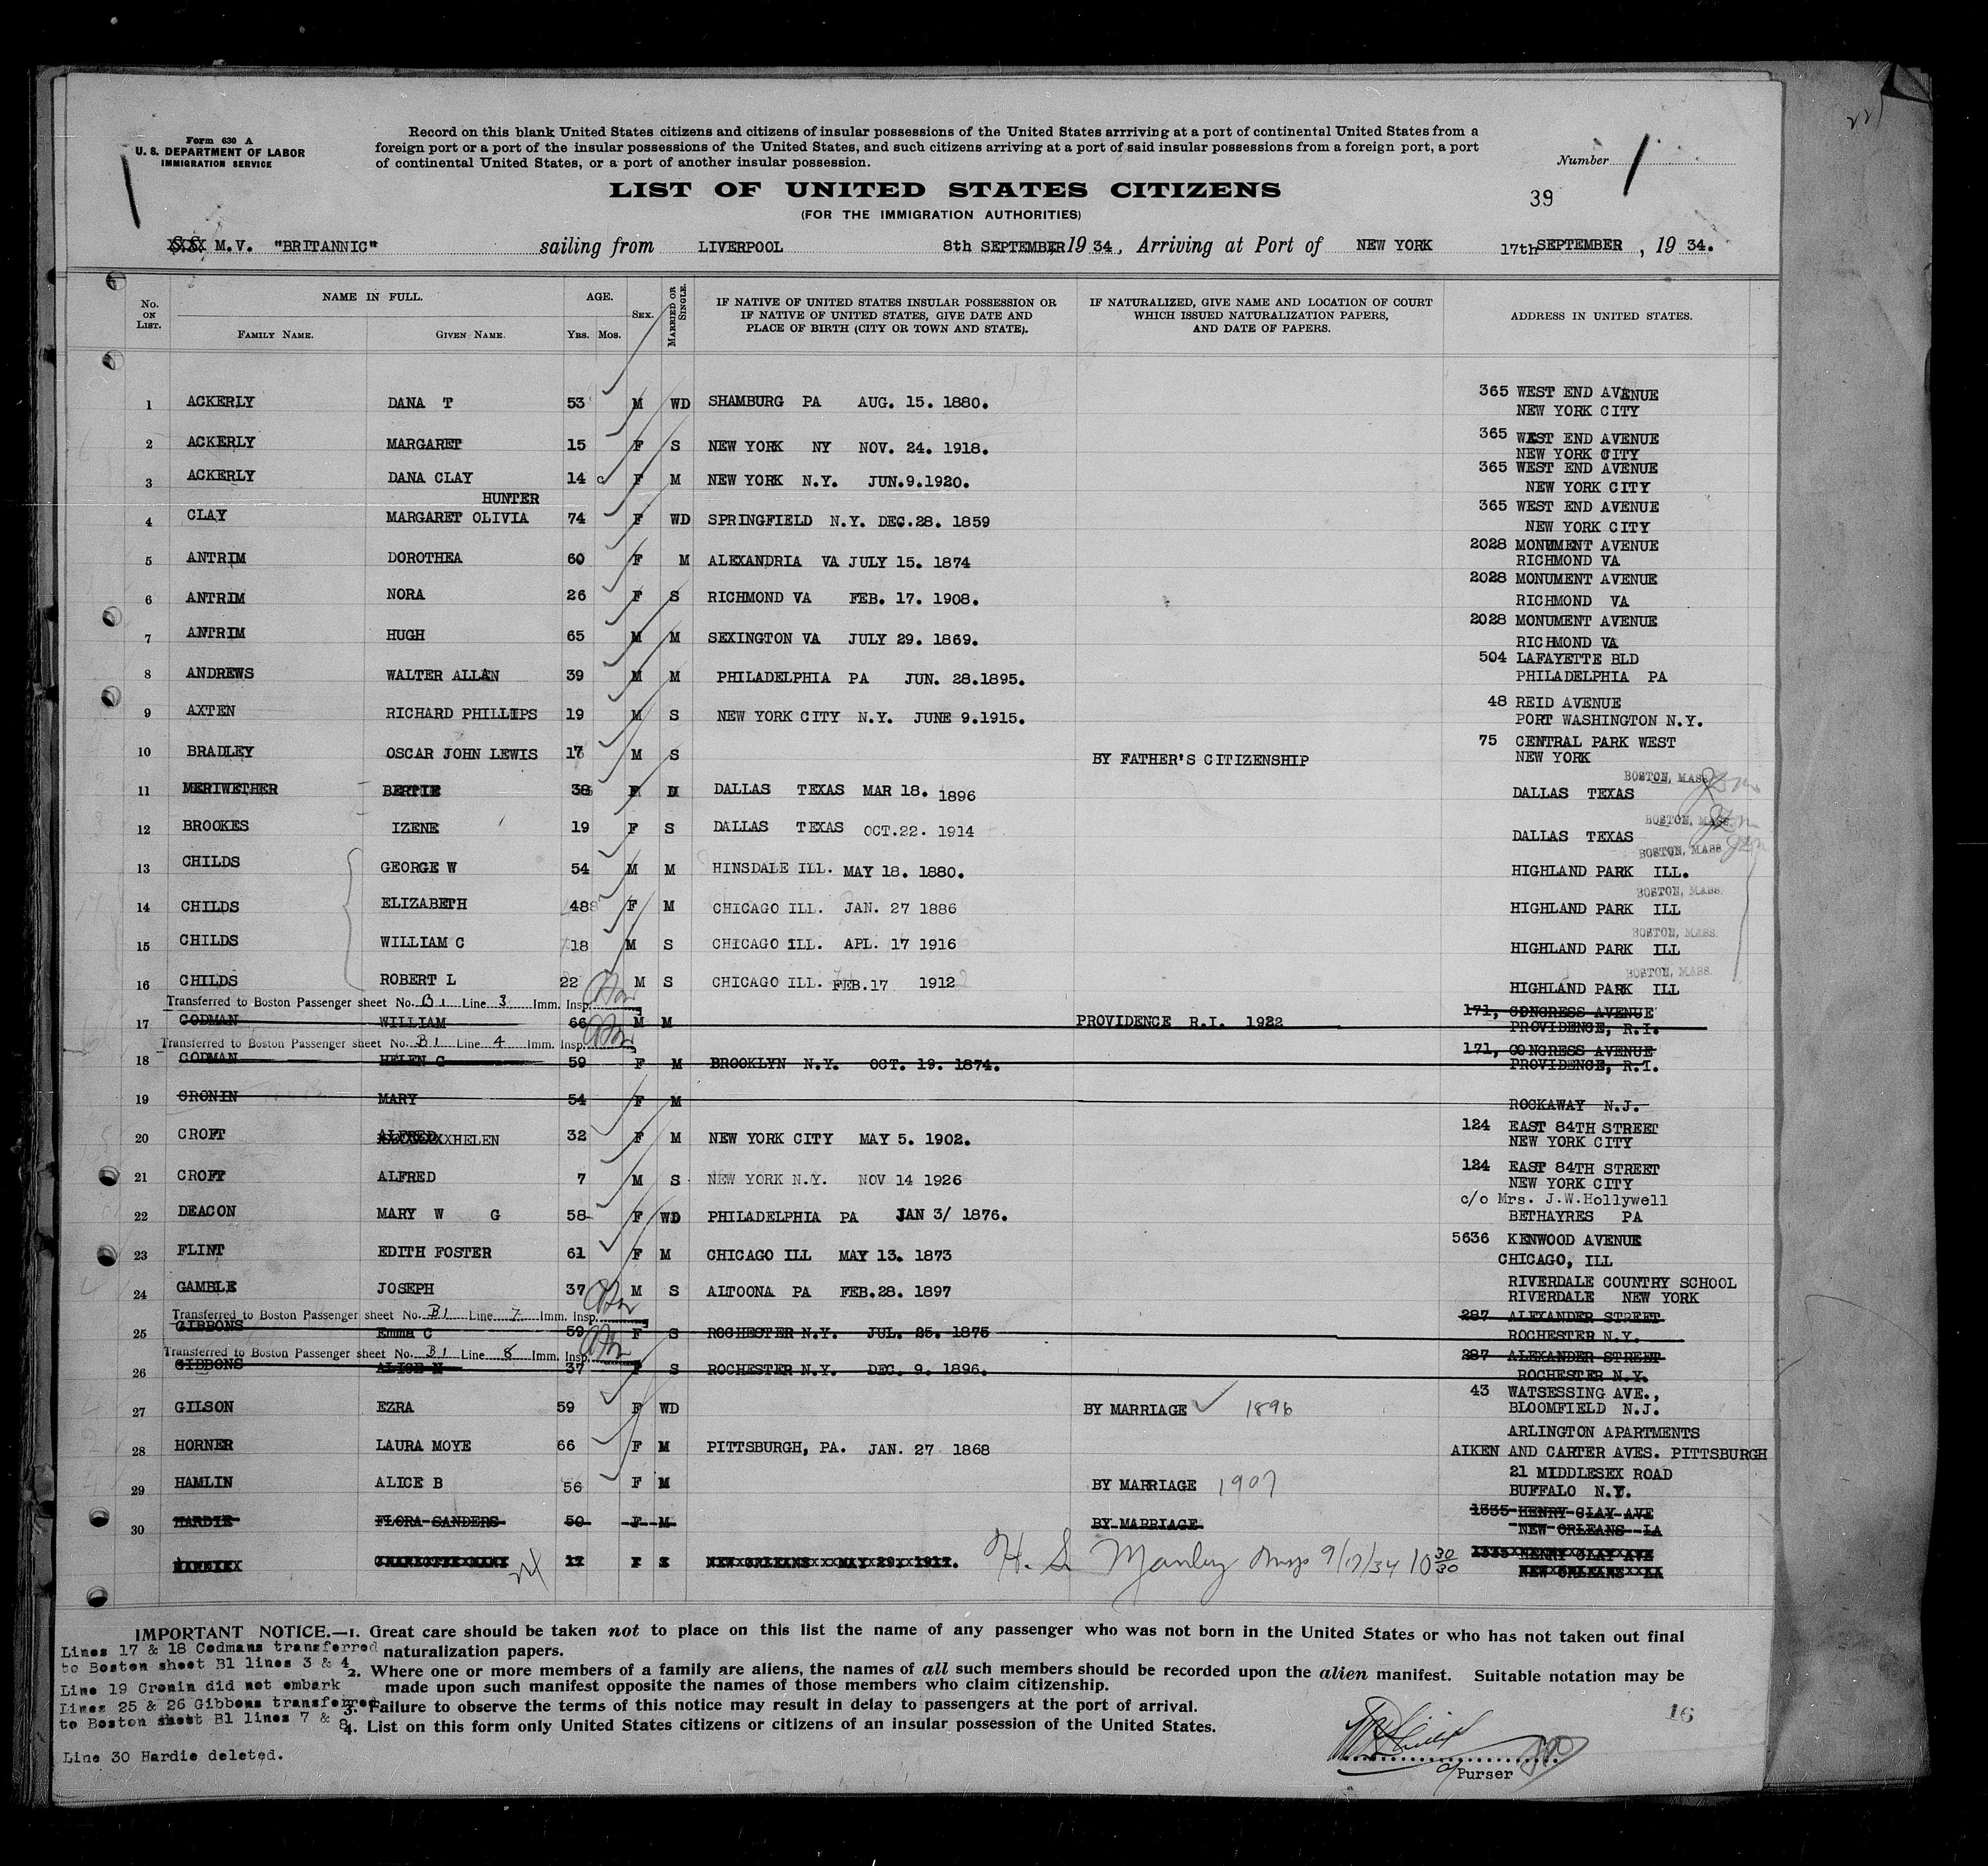 Form 630 A
U. S. DEPARTMENT OF LABOR
IMMIGRATION SERVICE
Record on this blank United States citizens and citizens of insular possessions of the United States arrriving at a port of continental United States from a
foreign port or a port of the insular possessions of the United States, and such citizens arriving at a port of said insular possessions from a foreign port, a port
of continental United States, or a port of another insular possession.
Number
LIST OF UNITED STATES CITIZENS
39
(FOR THE IMMIGRATION AUTHORITIES)
S.S. M.V. "BRITANNIC" sailing from LIVERPOOL 8th SEPTEMBER 19 34, Arriving at Port of NEW YORK 17th SEPTEMBER, 19 34.
No. ON LIST. NAME IN FULL. AGE. SEX. MARRIED OR SINGLE. IF NATIVE OF UNITED STATES INSULAR POSSESSION OR IF NATIVE OF UNITED STATES, GIVE DATE AND PLACE OF BIRTH (CITY OR TOWN AND STATE). IF NATURALIZED, GIVE NAME AND LOCATION OF COURT WHICH ISSUED NATURALIZATION PAPERS, AND DATE OF PAPERS. ADDRESS IN UNITED STATES.
FAMILY NAME. GIVEN NAME. YRS. MOS.
1 ACKERLY DANA T 53 M WD SHAMBURG PA AUG. 15. 1880. 365 WEST END AVENUE
NEW YORK CITY
2 ACKERLY MARGARET 15 F S NEW YORK NY NOV. 24. 1918. 365 WEST END AVENUE
NEW YORK CITY
3 ACKERLY DANA CLAY 14 F M NEW YORK N.Y. JUN.9.1920. 365 WEST END AVENUE
NEW YORK CITY
HUNTER
4 CLAY MARGARET OLIVIA 74 F WD SPRINGFIELD N.Y. DEC.28. 1859 365 WEST END AVENUE
NEW YORK CITY
5 ANTRIM DOROTHEA 60 F M ALEXANDRIA VA JULY 15. 1874 2028 MONUMENT AVENUE
RICHMOND VA
6 ANTRIM NORA 26 F S RICHMOND VA FEB. 17. 1908. 2028 MONUMENT AVENUE
RICHMOND VA
7 ANTRIM HUGH 65 M M SEXINGTON VA JULY 29. 1869. 2028 MONUMENT AVENUE
RICHMOND VA
8 ANDREWS WALTER ALLAN 39 M M PHILADELPHIA PA JUN. 28.1895. 504 LAFAYETTE BLD
PHILADELPHIA PA
9 AXTEN RICHARD PHILLIPS 19 M S NEW YORK CITY N.Y. JUNE 9.1915. 48 REID AVENUE
PORT WASHINGTON N.Y.
10 BRADLEY OSCAR JOHN LEWIS 17 M S BY FATHER'S CITIZENSHIP 75 CENTRAL PARK WEST
NEW YORK
BOSTON, MASS
11 MERIWETHER BERTIE 38 F M DALLAS TEXAS MAR 18. 1896 DALLAS TEXAS
BOSTON, MASS.
12 BROOKES IZENE 19 F S DALLAS TEXAS OCT.22. 1914 DALLAS TEXAS
BOSTON, MASS
13 CHILDS GEORGE W 54 M M HINSDALE ILL. MAY 18. 1880. HIGHLAND PARK ILL.
BOSTON, MASS.
14 CHILDS ELIZABETH 48 F M CHICAGO ILL. JAN. 27 1886 HIGHLAND PARK ILL
BOSTON, MASS.
15 CHILDS WILLIAM C 18 M S CHICAGO ILL. APL. 17 1916 HIGHLAND PARK ILL
BOSTON, MASS.
16 CHILDS ROBERT L 22 M S CHICAGO ILL. FEB.17 1912 HIGHLAND PARK ILL
Transferred to Boston Passenger sheet No. B1 Line 3 Imm. Insp.
17 CODMAN WILLIAM 66 M M PROVIDENCE R.I. 1922 171, CONGRESS AVENUE
PROVIDENCE, R.I.
Transferred to Boston Passenger sheet No. B1 Line 4 Imm. Insp.
18 CODMAN HELEN C 59 F M BROOKLYN N.Y. OCT. 19. 1874. 171, CONGRESS AVENUE
PROVIDENCE, R.I.
19 CRONIN MARY 54 F M ROCKAWAY N.J.
20 CROFT ALFREDXXXHELEN 32 F M NEW YORK CITY MAY 5. 1902. 124 EAST 84TH STREET
NEW YORK CITY
21 CROFT ALFRED 7 M S NEW YORK N.Y. NOV 14 1926 124 EAST 84TH STREET
NEW YORK CITY
22 DEACON MARY W G 58 F WD PHILADELPHIA PA JAN 3/ 1876. c/o Mrs. J.W.Hollywell
BETHAYRES PA
23 FLINT EDITH FOSTER 61 F M CHICAGO ILL MAY 13. 1873 5636 KENWOOD AVENUE
CHICAGO, ILL
24 GAMBLE JOSEPH 37 M S ALTOONA PA FEB.28. 1897 RIVERDALE COUNTRY SCHOOL
RIVERDALE NEW YORK
Transferred to Boston Passenger sheet No. B1 Line 7 Imm. Insp.
25 GIBBONS Emma C 59 F S ROCHESTER N.Y. JUL. 25. 1875 287 ALEXANDER STREET
ROCHESTER N.Y.
Transferred to Boston Passenger sheet No. B1 Line 8 Imm. Insp.
26 GIBBONS ALICE M 37 F S ROCHESTER N.Y. DEC. 9. 1896. 287 ALEXANDER STREET
ROCHESTER N.Y.
27 GILSON EZRA 59 F WD BY MARRIAGE 1896 43 WATSESSING AVE.,
BLOOMFIELD N.J.
28 HORNER LAURA MOYE 66 F M PITTSBURGH, PA. JAN. 27 1868 ARLINGTON APARTMENTS
AIKEN AND CARTER AVES. PITTSBURGH
29 HAMLIN ALICE B 56 F M BY MARRIAGE 1907 21 MIDDLESEX ROAD
BUFFALO N.Y.
30 HARDIE FLORA SANDERS 50 F M BY MARRIAGE 1335 HENRY CLAY AVE
NEW ORLEANS LA
17 F S NEW ORLEANS MAY 29 1917. H. S. Manley Insp 9/17/34 10 30/30 1335 HENRY CLAY AVE
NEW ORLEANS LA
IMPORTANT NOTICE.—1. Great care should be taken not to place on this list the name of any passenger who was not born in the United States or who has not taken out final
naturalization papers.
2. Where one or more members of a family are aliens, the names of all such members should be recorded upon the alien manifest. Suitable notation may be
made upon such manifest opposite the names of those members who claim citizenship.
3. Failure to observe the terms of this notice may result in delay to passengers at the port of arrival.
4. List on this form only United States citizens or citizens of an insular possession of the United States.
Lines 17 & 18 Codmans transferred
to Boston sheet B1 lines 3 & 4
Line 19 Cronin did not embark
Lines 25 & 26 Gibbons transferred
to Boston sheet B1 lines 7 & 8
Line 30 Hardie deleted.
16
Purser